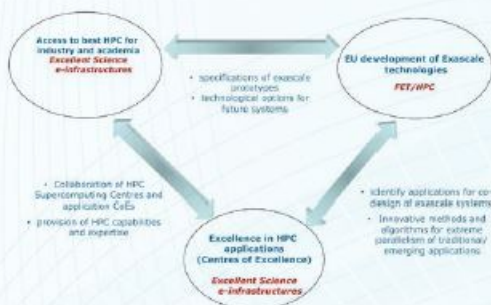 Access to best HPC for
industry and academia
Excellent Science
e-infrastructures
EU development of Exascale
technologies
FET/HPC
• specifications of exascale
prototypes
• technological options for
future systems
• Collaboration of HPC
Supercomputing Centres and
application CoEs
• provision of HPC capabilities
and expertise
• Identify applications for co-
design of exascale systems
• Innovative methods and
algorithms for extreme
parallelism of traditional/
emerging applications
Excellence in HPC
applications
(Centres of Excellence)
Excellent Science
e-infrastructures